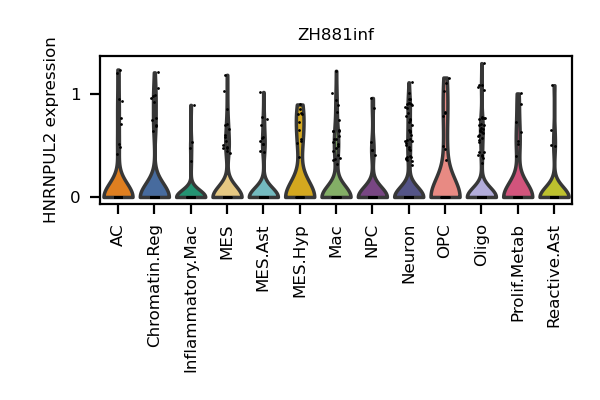 ZH881inf
HNRNPUL2 expression
1
0
AC
Chromatin.Reg
Inflammatory.Mac
MES
MES.Ast
MES.Hyp
Mac
NPC
Neuron
OPC
Oligo
Prolif.Metab
Reactive.Ast